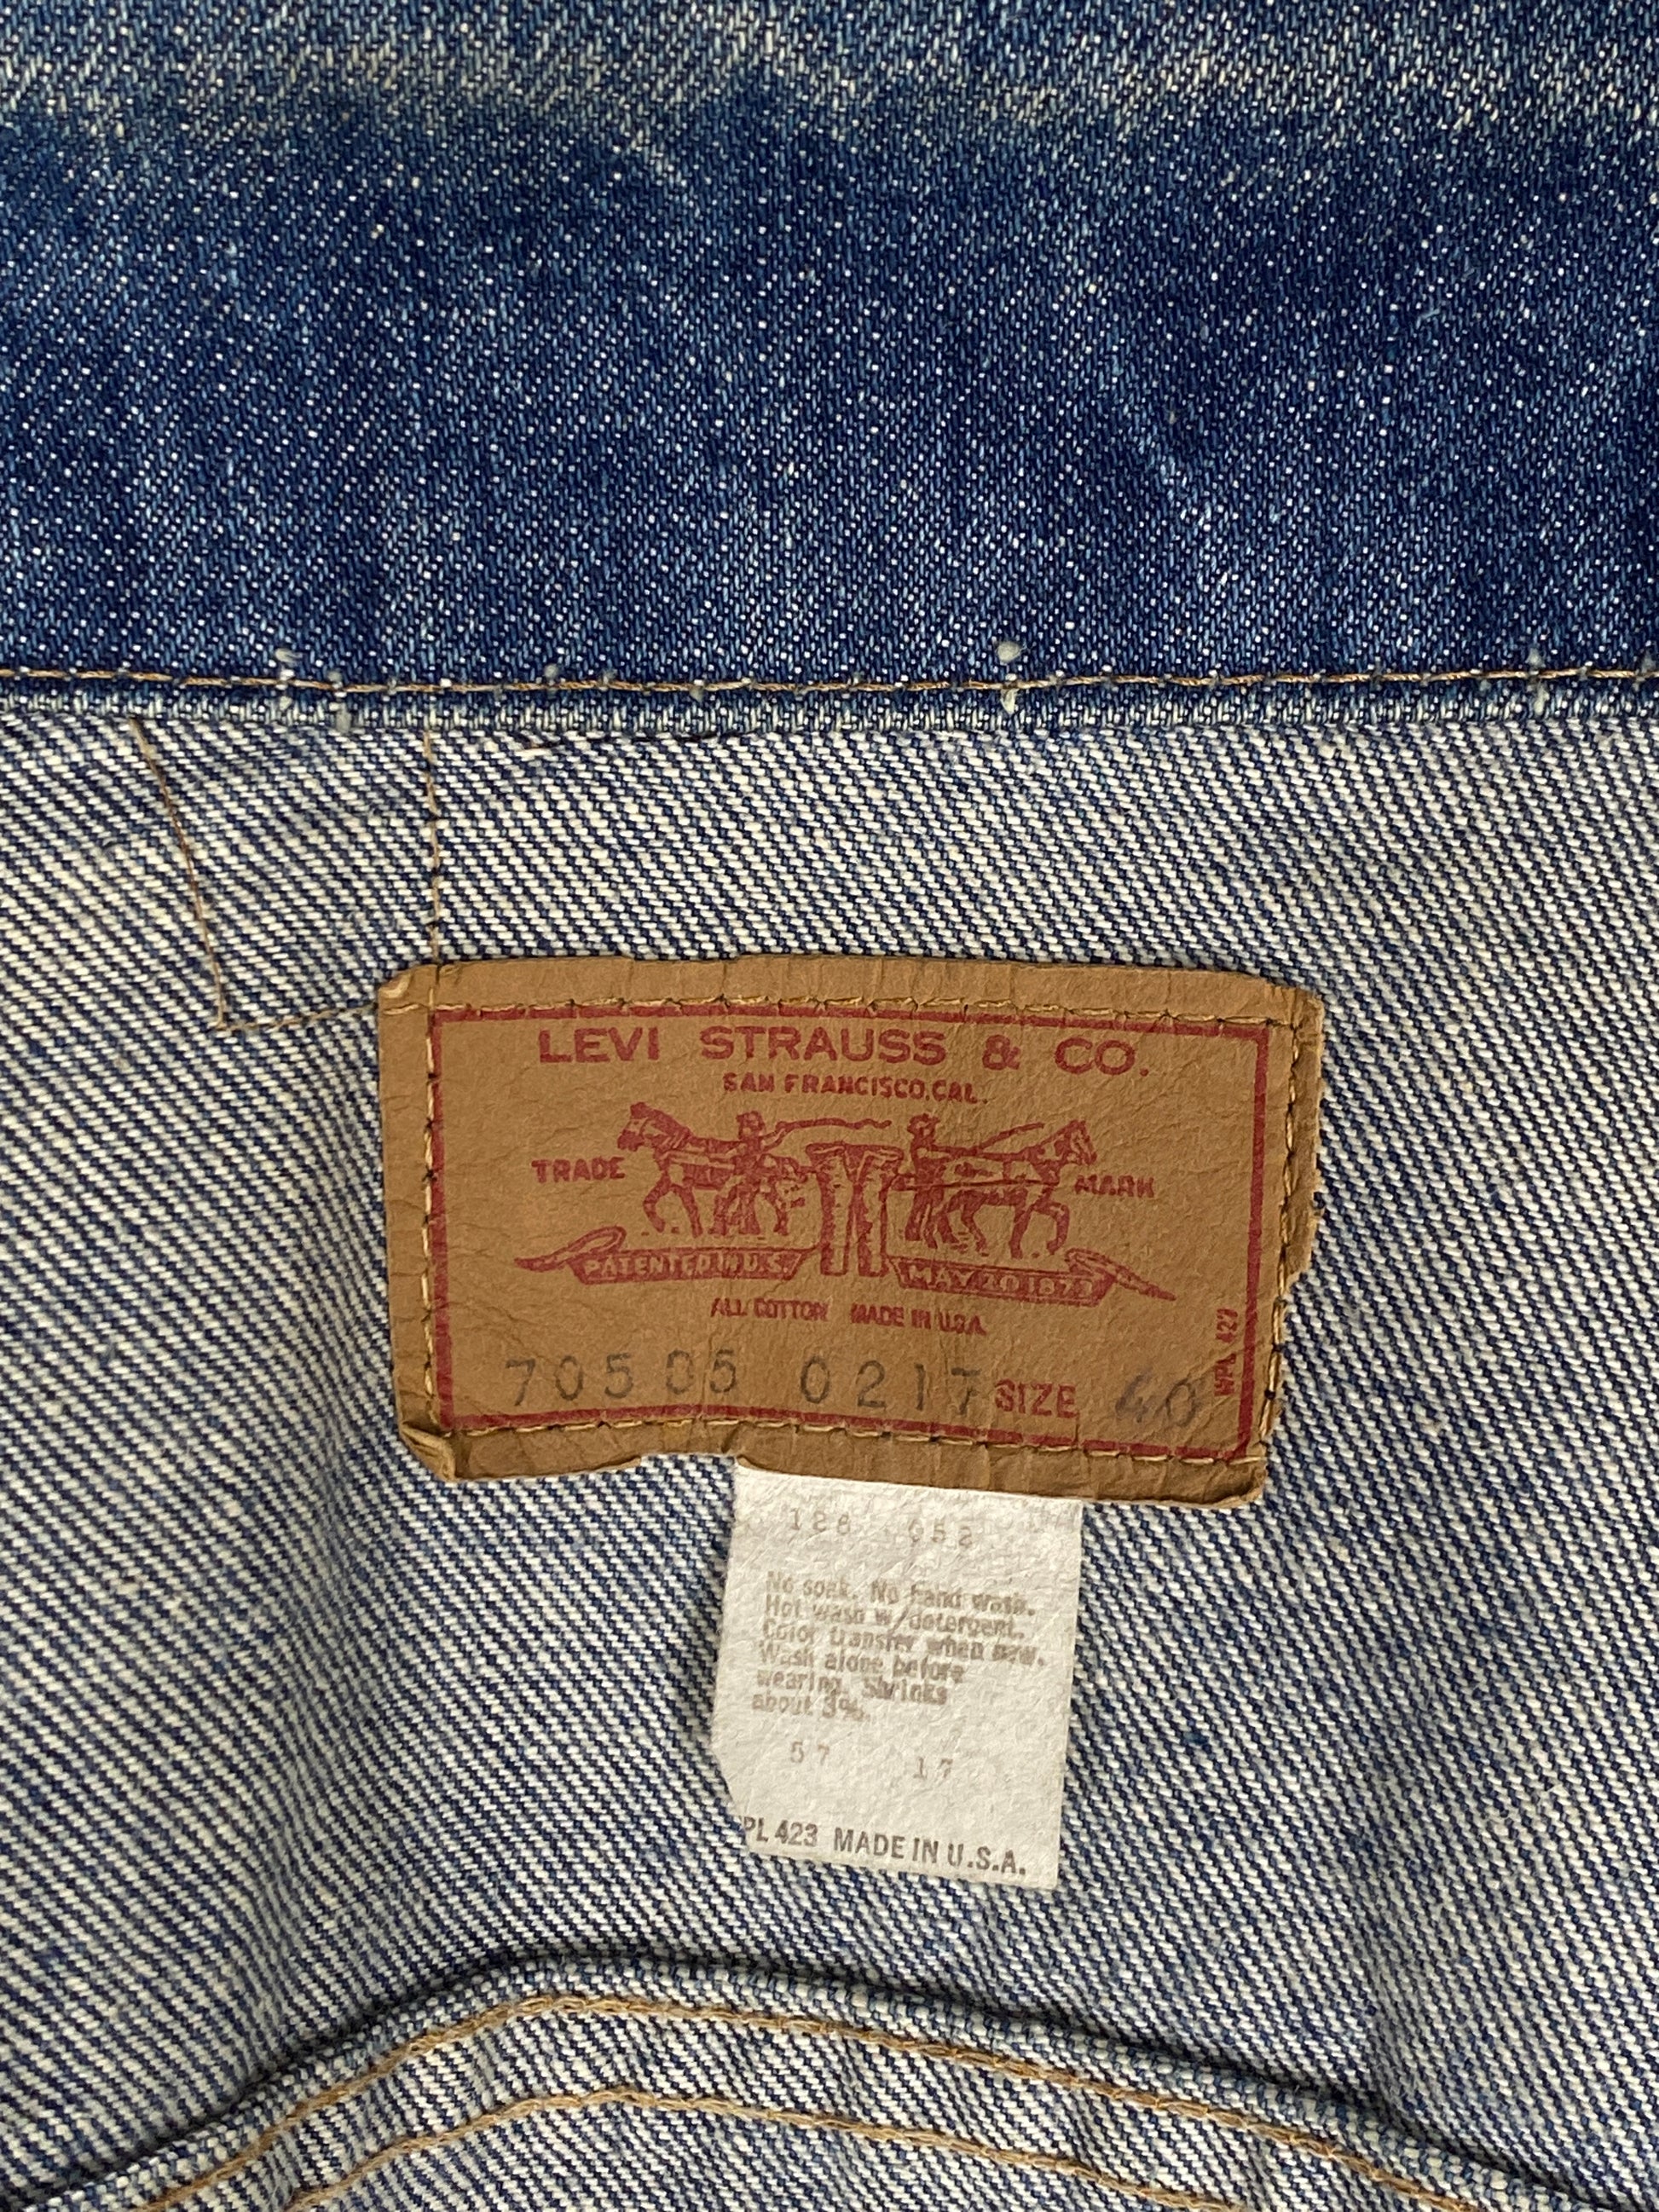 LEVI STRAUSS & CO.
SAN FRANCISCO, CAL.
TRADE MARK
PATENTED IN U.S. MAY 20 1873
ALL COTTON MADE IN U.S.A.
WPL 423
70505 0217 SIZE 40
128 052
No soak. No hand wash.
Hot wash w/detergent.
Color transfer when new.
Wash alone before
wearing. Shrinks
about 3%.
57 17
PL 423 MADE IN U.S.A.